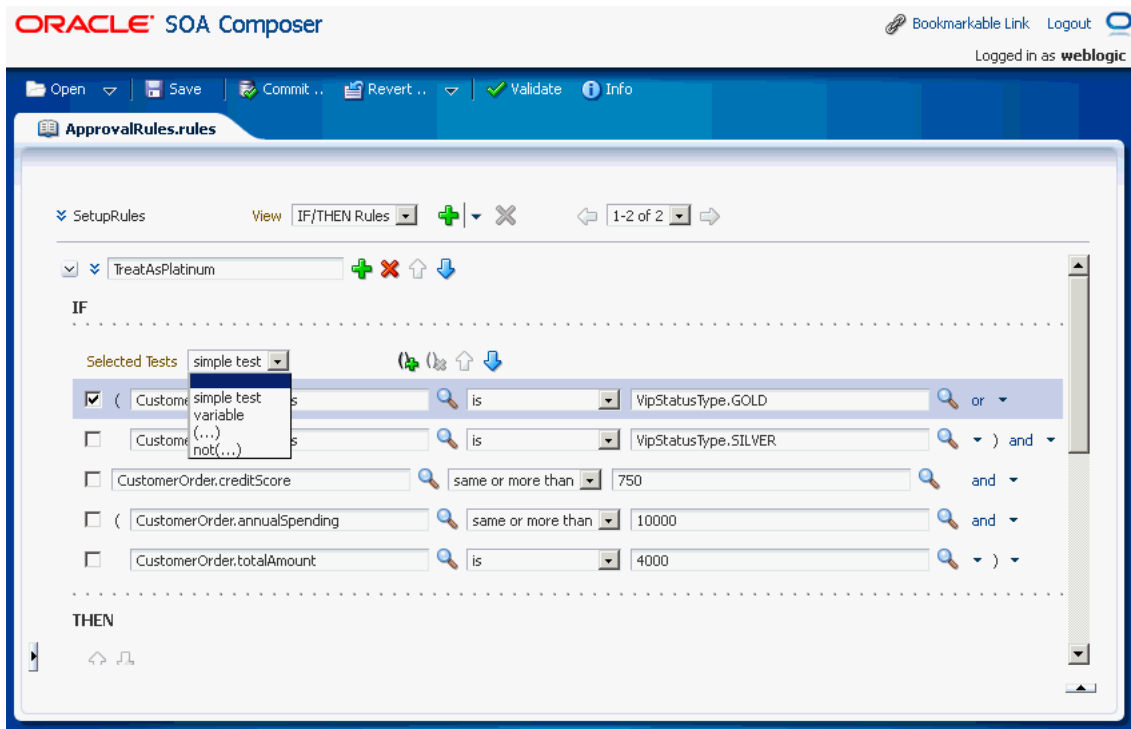 ORACLE SOA Composer
Bookmarkable Link Logout
Logged in as weblogic
Open Save Commit .. Revert .. Validate Info
ApprovalRules.rules
SetupRules View IF/THEN Rules 1-2 of 2
TreatAsPlatinum
IF
Selected Tests simple test
simple test
variable
(...)
not(...)
( Custome s is VipStatusType.GOLD or
Custome s is VipStatusType.SILVER ) and
CustomerOrder.creditScore same or more than 750 and
( CustomerOrder.annualSpending same or more than 10000 and
CustomerOrder.totalAmount is 4000 )
THEN